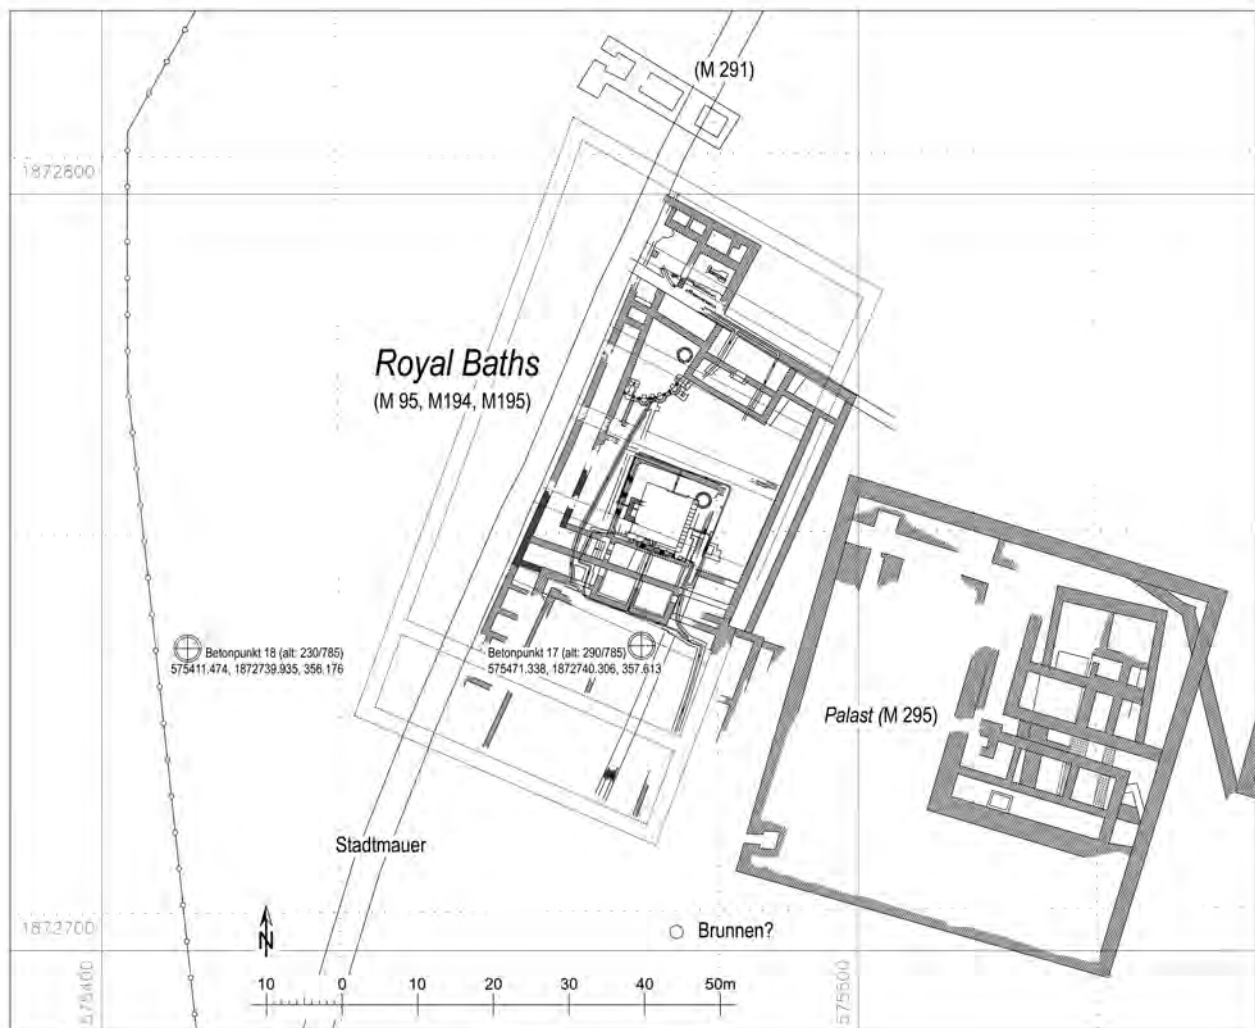 (M 291)
1872800
Royal Baths
(M 95, M194, M195)
Betonpunkt 18 (alt: 230/785)
575411.474, 1872739.935, 356.176
Betonpunkt 17 (alt: 290/785)
575471.338, 1872740.306, 357.613
Palast (M 295)
Stadtmauer
1872700
Brunnen?
N
575400
575500
10 0 10 20 30 40 50m